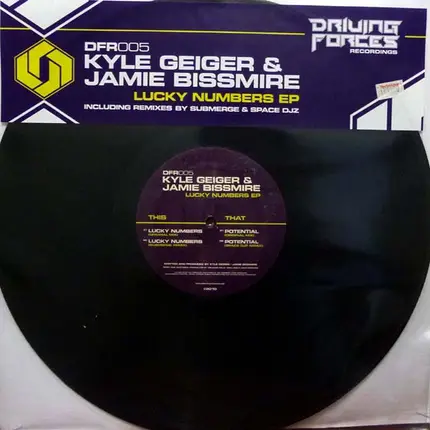 DFR005
KYLE GEIGER &
JAMIE BISSMIRE
LUCKY NUMBERS EP
INCLUDING REMIXES BY SUBMERGE & SPACE DJZ
DRIVING
FORCES
RECORDINGS
DFR005
KYLE GEIGER &
JAMIE BISSMIRE
LUCKY NUMBERS EP
THIS
THAT
LUCKY NUMBERS
LUCKY NUMBERS
POTENTIAL
POTENTIAL